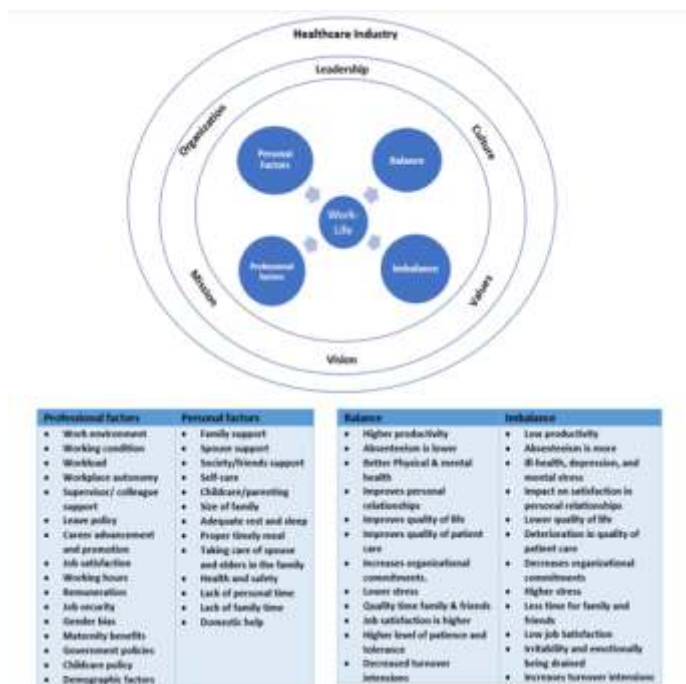 Healthcare Industry
Leadership
Organization
Culture
Personal
Factors
Balance
Work-
Life
Professional
factors
Imbalance
Mission
Values
Vision
Professional factors
• Work environment
• Working condition
• Workload
• Workplace autonomy
• Supervisor/ colleague
support
• Leave policy
• Career advancement
and promotion
• Job satisfaction
• Working hours
• Remuneration
• Job security
• Gender bias
• Maternity benefits
• Government policies
• Childcare policy
• Demographic factors
Personal factors
• Family support
• Spouse support
• Society/friends support
• Self-care
• Childcare/parenting
• Size of family
• Adequate rest and sleep
• Proper timely meal
• Taking care of spouse
and elders in the family
• Health and safety
• Lack of personal time
• Lack of family time
• Domestic help
Balance
• Higher productivity
• Absenteeism is lower
• Better Physical & mental
health
• Improves personal
relationships
• Improves quality of life
• Improves quality of patient
care
• Increases organizational
commitments.
• Lower stress
• Quality time family & friends
• Job satisfaction is higher
• Higher level of patience and
tolerance
• Decreased turnover
intensions
Imbalance
• Low productivity
• Absenteeism is more
• Ill-health, depression, and
mental stress
• Impact on satisfaction in
personal relationships
• Lower quality of life
• Deterioration in quality of
patient care
• Decreases organizational
commitments
• Higher stress
• Less time for family and
friends
• Low job Satisfaction
• Irritability and emotionally
being drained
• Increases turnover intensions